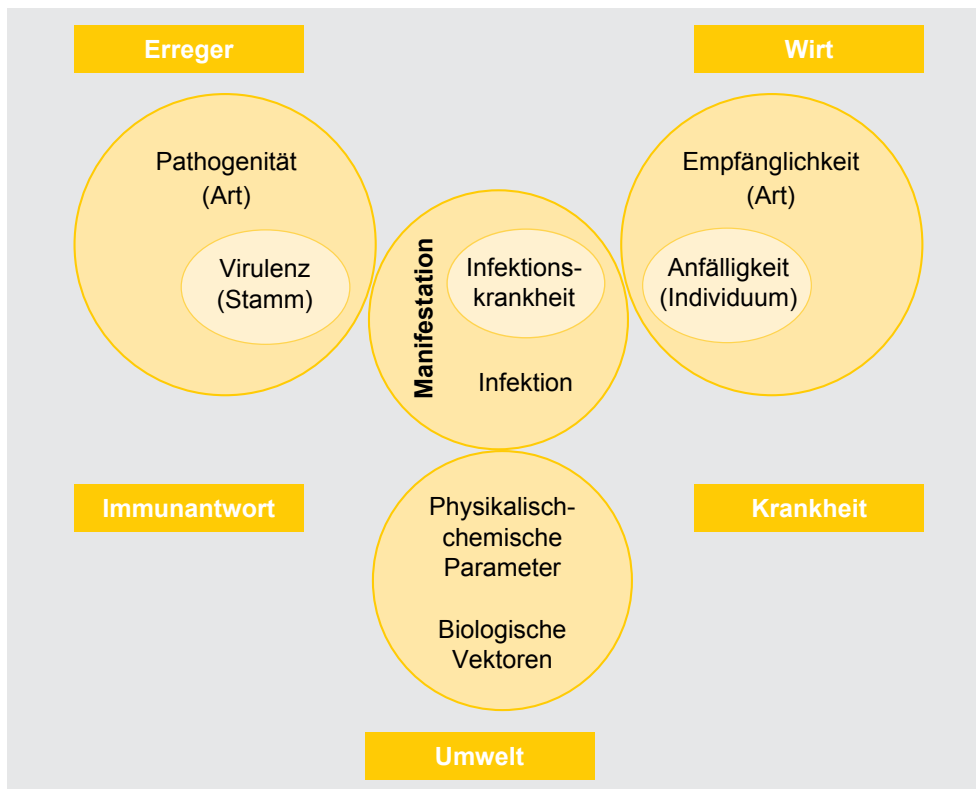 Erreger
Wirt
Pathogenität
(Art)
Virulenz
(Stamm)
Manifestation
Infektions-
krankheit
Infektion
Empfänglichkeit
(Art)
Anfälligkeit
(Individuum)
Immunantwort
Krankheit
Physikalisch-
chemische
Parameter
Biologische
Vektoren
Umwelt